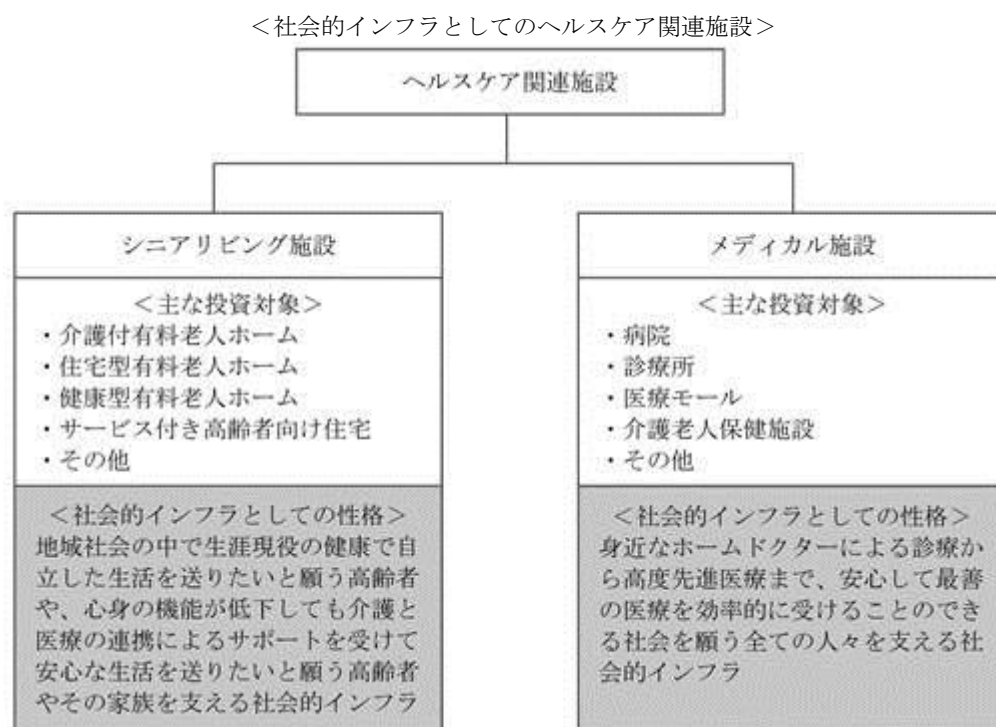 ＜社会的インフラとしてのヘルスケア関連施設＞
ヘルスケア関連施設
シニアリビング施設
＜主な投資対象＞
・介護付有料老人ホーム
・住宅型有料老人ホーム
・健康型有料老人ホーム
・サービス付き高齢者向け住宅
・その他
＜社会的インフラとしての性格＞
地域社会の中で生涯現役の健康で自
立した生活を送りたいと願う高齢者
や、心身の機能が低下しても介護と
医療の連携によるサポートを受けて
安心な生活を送りたいと願う高齢者
やその家族を支える社会的インフラ
メディカル施設
＜主な投資対象＞
・病院
・診療所
・医療モール
・介護老人保健施設
・その他
＜社会的インフラとしての性格＞
身近なホームドクターによる診療か
ら高度先進医療まで、安心して最善
の医療を効率的に受けることのでき
る社会を願う全ての人々を支える社
会的インフラ